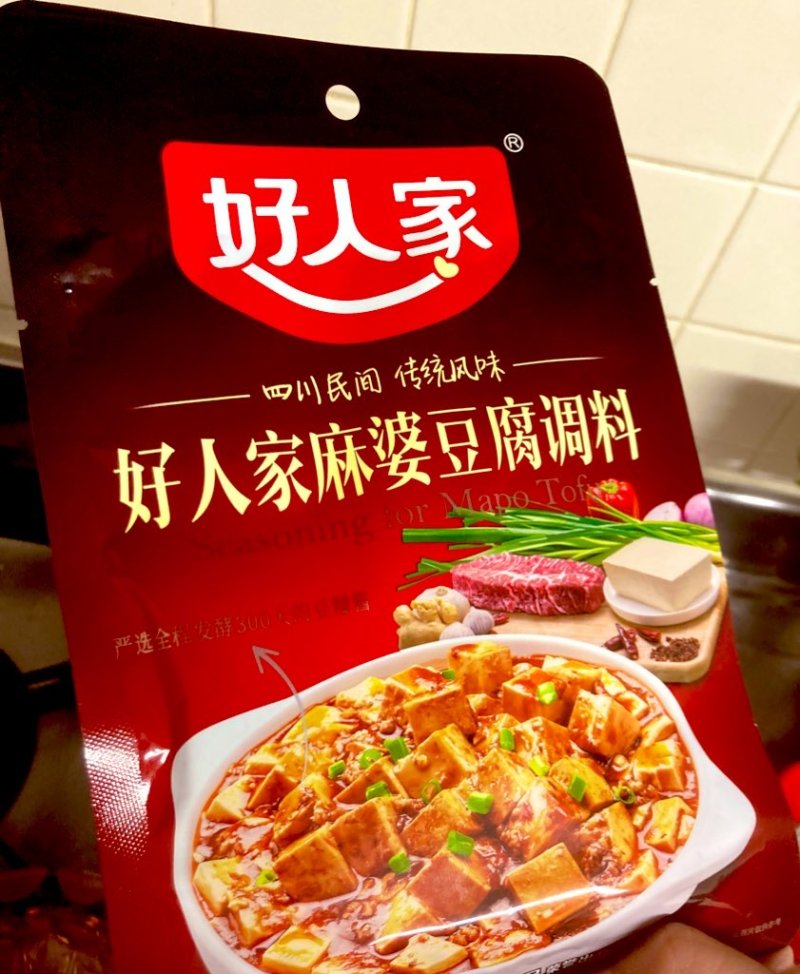 好人家
®
四川民间 传统风味
好人家麻婆豆腐调料
Seasoning for Mapo Tofu
严选全程发酵300天的豆瓣酱